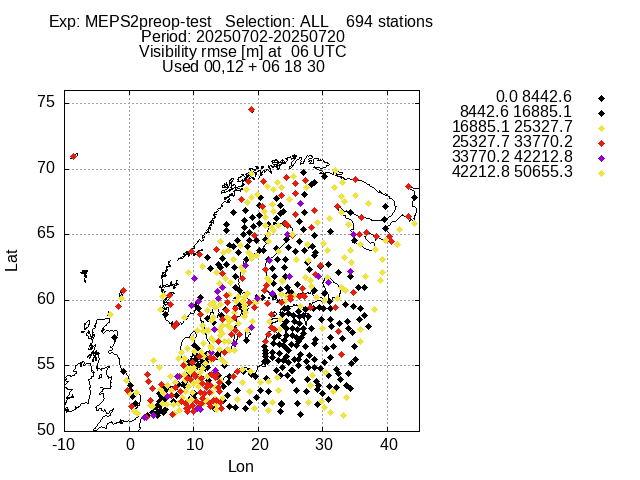 Exp: MEPS2preop-test   Selection: ALL    694 stations
Period: 20250702-20250720
Visibility rmse [m] at  06 UTC
Used 00,12 + 06 18 30
0.0 8442.6
8442.6 16885.1
16885.1 25327.7
25327.7 33770.2
33770.2 42212.8
42212.8 50655.3
75
70
65
60
55
50
Lat
-10 0 10 20 30 40
Lon